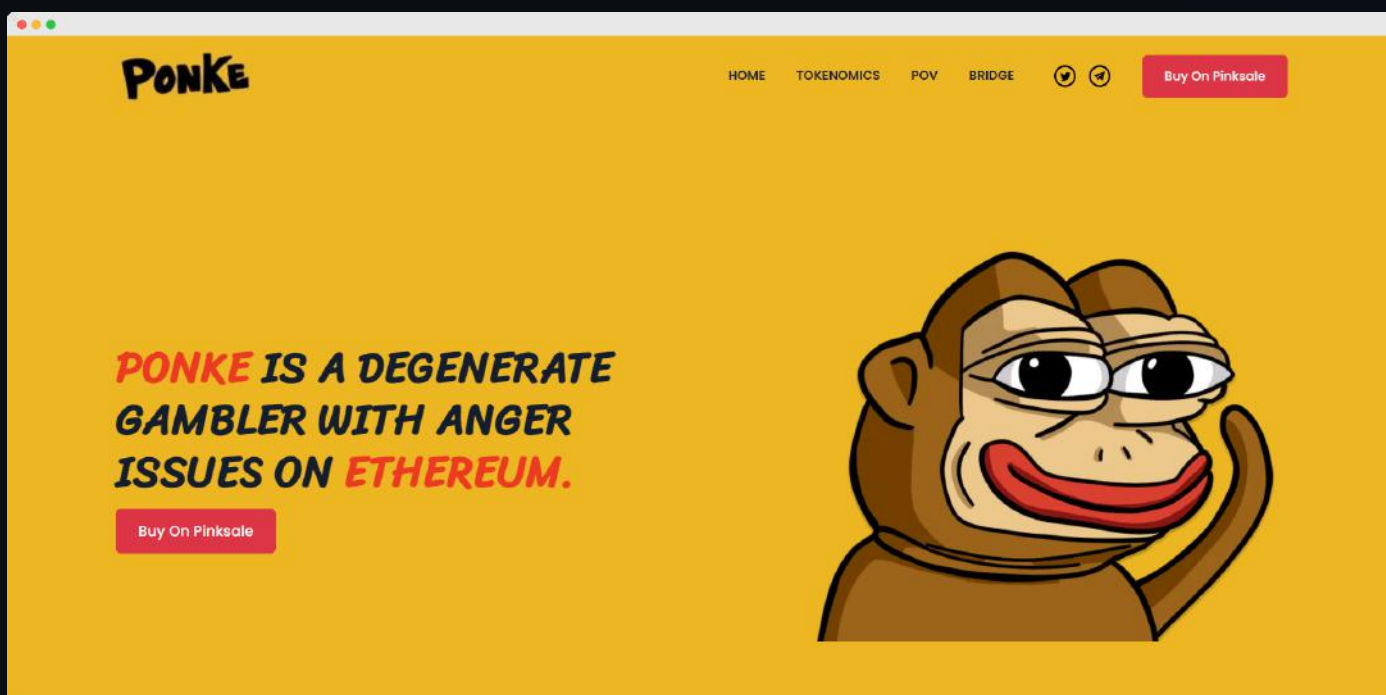 PONKE
HOME TOKENOMICS POV BRIDGE Buy On Pinksale
PONKE IS A DEGENERATE
GAMBLER WITH ANGER
ISSUES ON ETHEREUM.
Buy On Pinksale